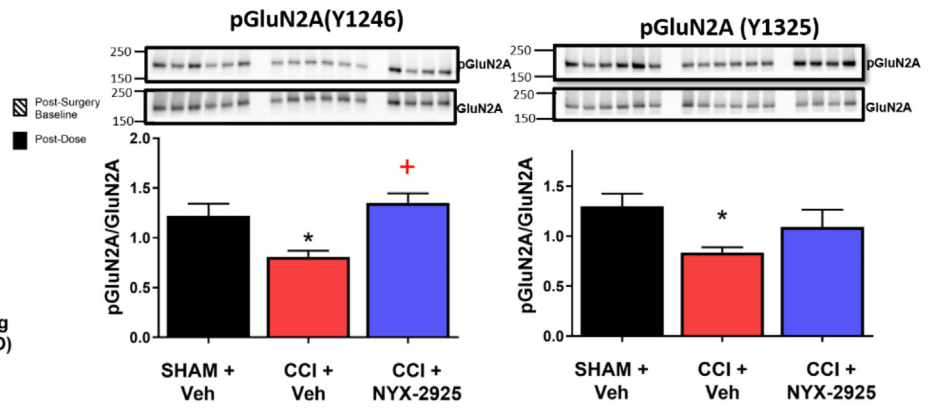 pGluN2A(Y1246)
250
150
pGluN2A
250
150
GluN2A
Post-Surgery
Baseline
Post-Dose
pGluN2A/GluN2A
2.0
1.5
1.0
0.5
0.0
*
+
SHAM +
Veh
CCI +
Veh
CCI +
NYX-2925
g
D)
pGluN2A (Y1325)
250
150
pGluN2A
250
150
GluN2A
pGluN2A/GluN2A
1.5
1.0
0.5
0.0
*
SHAM +
Veh
CCI +
Veh
CCI +
NYX-2925